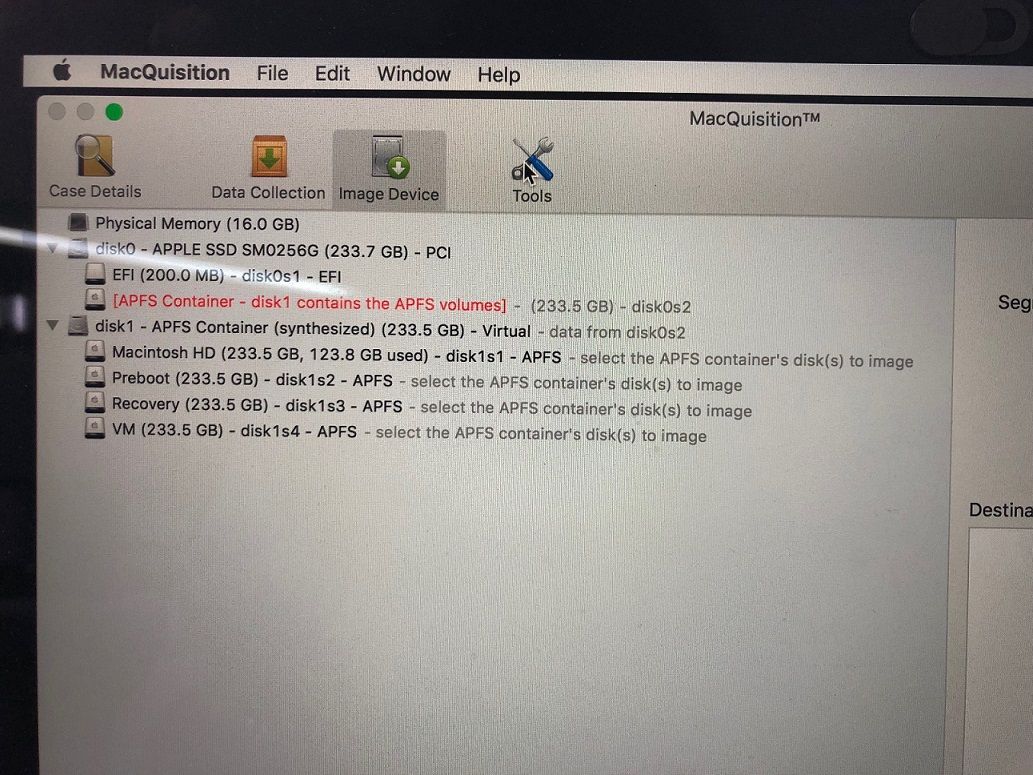 MacQuisition File Edit Window Help
MacQuisition™
Case Details Data Collection Image Device Tools
Physical Memory (16.0 GB)
disk0 - APPLE SSD SM0256G (233.7 GB) - PCI
EFI (200.0 MB) - disk0s1 - EFI
[APFS Container - disk1 contains the APFS volumes] - (233.5 GB) - disk0s2
disk1 - APFS Container (synthesized) (233.5 GB) - Virtual - data from disk0s2
Macintosh HD (233.5 GB, 123.8 GB used) - disk1s1 - APFS - select the APFS container's disk(s) to image
Preboot (233.5 GB) - disk1s2 - APFS - select the APFS container's disk(s) to image
Recovery (233.5 GB) - disk1s3 - APFS - select the APFS container's disk(s) to image
VM (233.5 GB) - disk1s4 - APFS - select the APFS container's disk(s) to image
Seg
Destina